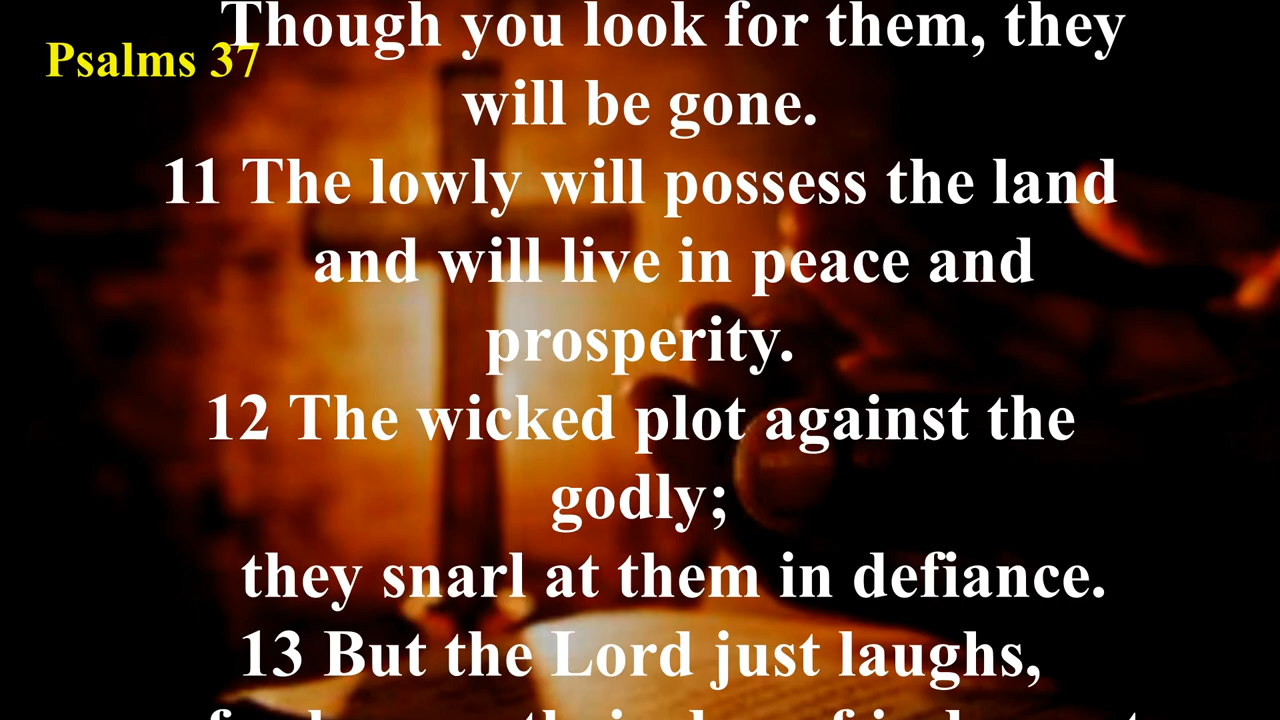 Psalms 37
Though you look for them, they
will be gone.
11 The lowly will possess the land
and will live in peace and
prosperity.
12 The wicked plot against the
godly;
they snarl at them in defiance.
13 But the Lord just laughs,